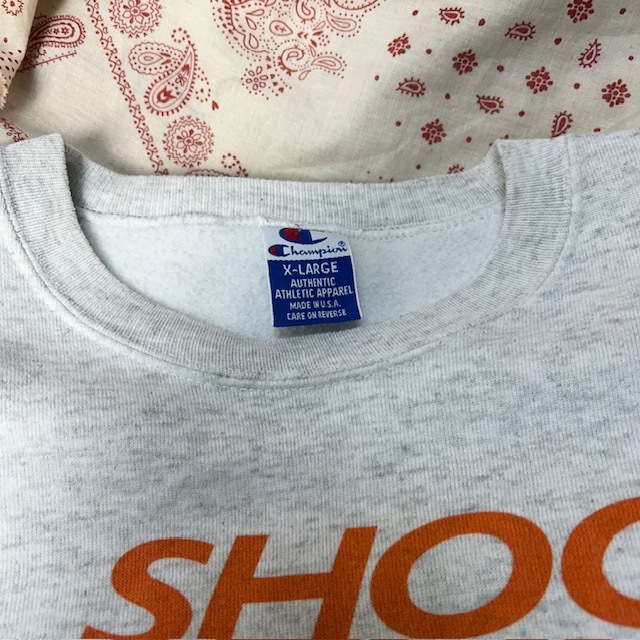 Champion®
X-LARGE
AUTHENTIC
ATHLETIC APPAREL
MADE IN U.S.A.
CARE ON REVERSE
SHOO